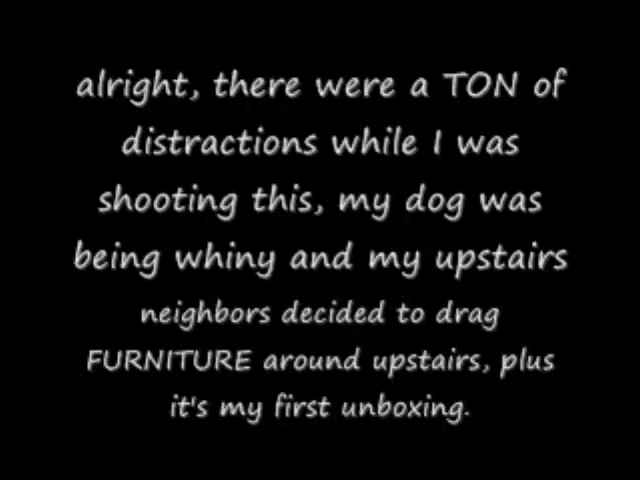 alright, there were a TON of
distractions while I was
shooting this, my dog was
being whiny and my upstairs
neighbors decided to drag
FURNITURE around upstairs, plus
it's my first unboxing.